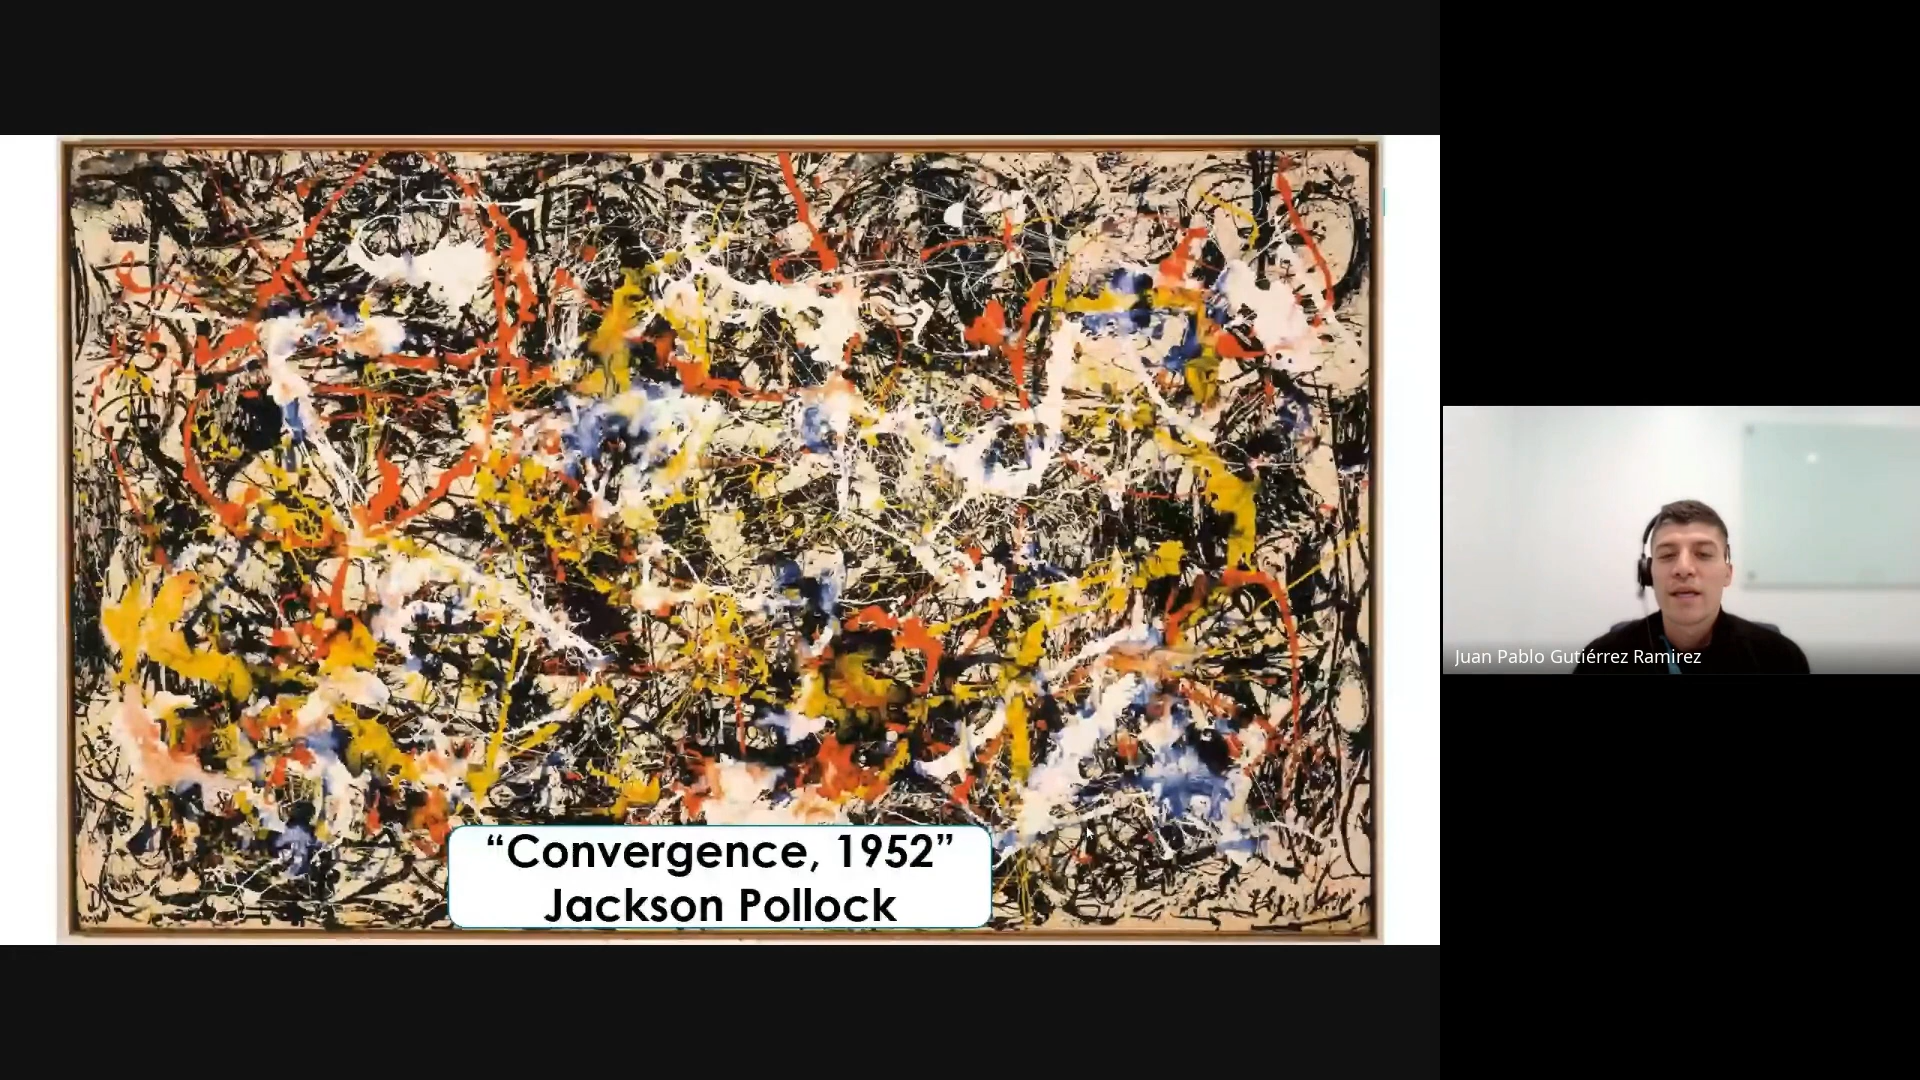 “Convergence, 1952”
Jackson Pollock
Juan Pablo Gutiérrez Ramirez